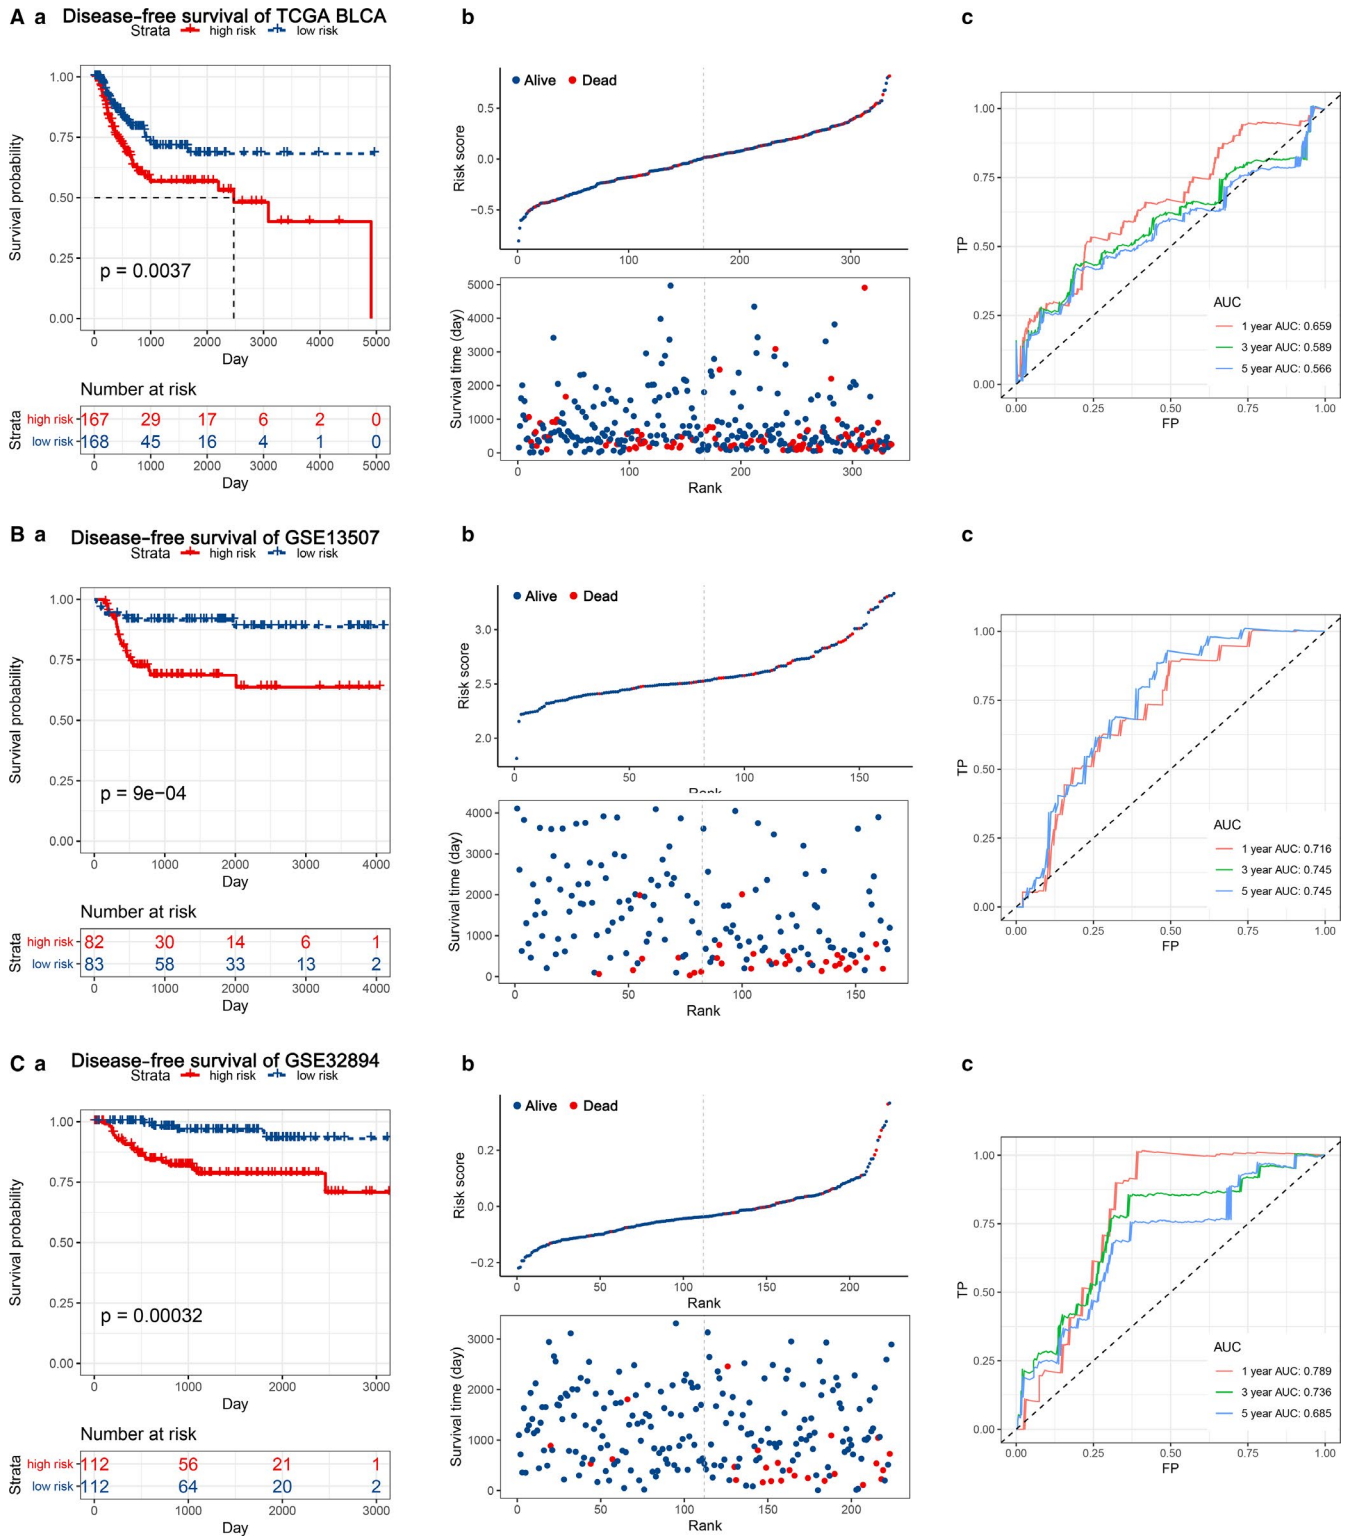 A a Disease-free survival of TCGA BLCA
Strata high risk low risk
Survival probability
1.00
0.75
0.50
0.25
0.00
p = 0.0037
0 1000 2000 3000 4000 5000
Day
Number at risk
Strata
high risk 167 29 17 6 2 0
low risk 168 45 16 4 1 0
0 1000 2000 3000 4000 5000
Day
b
Alive Dead
Risk score
0.5
0.0
−0.5
0 100 200 300
Survival time (day)
5000
4000
3000
2000
1000
0
0 100 200 300
Rank
c
TP
1.00
0.75
0.50
0.25
0.00
AUC
1 year AUC: 0.659
3 year AUC: 0.589
5 year AUC: 0.566
0.00 0.25 0.50 0.75 1.00
FP
B a Disease-free survival of GSE13507
Strata high risk low risk
Survival probability
1.00
0.75
0.50
0.25
0.00
p = 9e−04
0 1000 2000 3000 4000
Day
Number at risk
Strata
high risk 82 30 14 6 1
low risk 83 58 33 13 2
0 1000 2000 3000 4000
Day
b
Alive Dead
Risk score
3.0
2.5
2.0
0 50 100 150
Rank
Survival time (day)
4000
3000
2000
1000
0
0 50 100 150
Rank
c
TP
1.00
0.75
0.50
0.25
0.00
AUC
1 year AUC: 0.716
3 year AUC: 0.745
5 year AUC: 0.745
0.00 0.25 0.50 0.75 1.00
FP
C a Disease-free survival of GSE32894
Strata high risk low risk
Survival probability
1.00
0.75
0.50
0.25
0.00
p = 0.00032
0 1000 2000 3000
Day
Number at risk
Strata
high risk 112 56 21 1
low risk 112 64 20 2
0 1000 2000 3000
Day
b
Alive Dead
Risk score
0.2
0.0
−0.2
0 50 100 150 200
Rank
Survival time (day)
3000
2000
1000
0
0 50 100 150 200
Rank
c
TP
1.00
0.75
0.50
0.25
0.00
AUC
1 year AUC: 0.789
3 year AUC: 0.736
5 year AUC: 0.685
0.00 0.25 0.50 0.75 1.00
FP